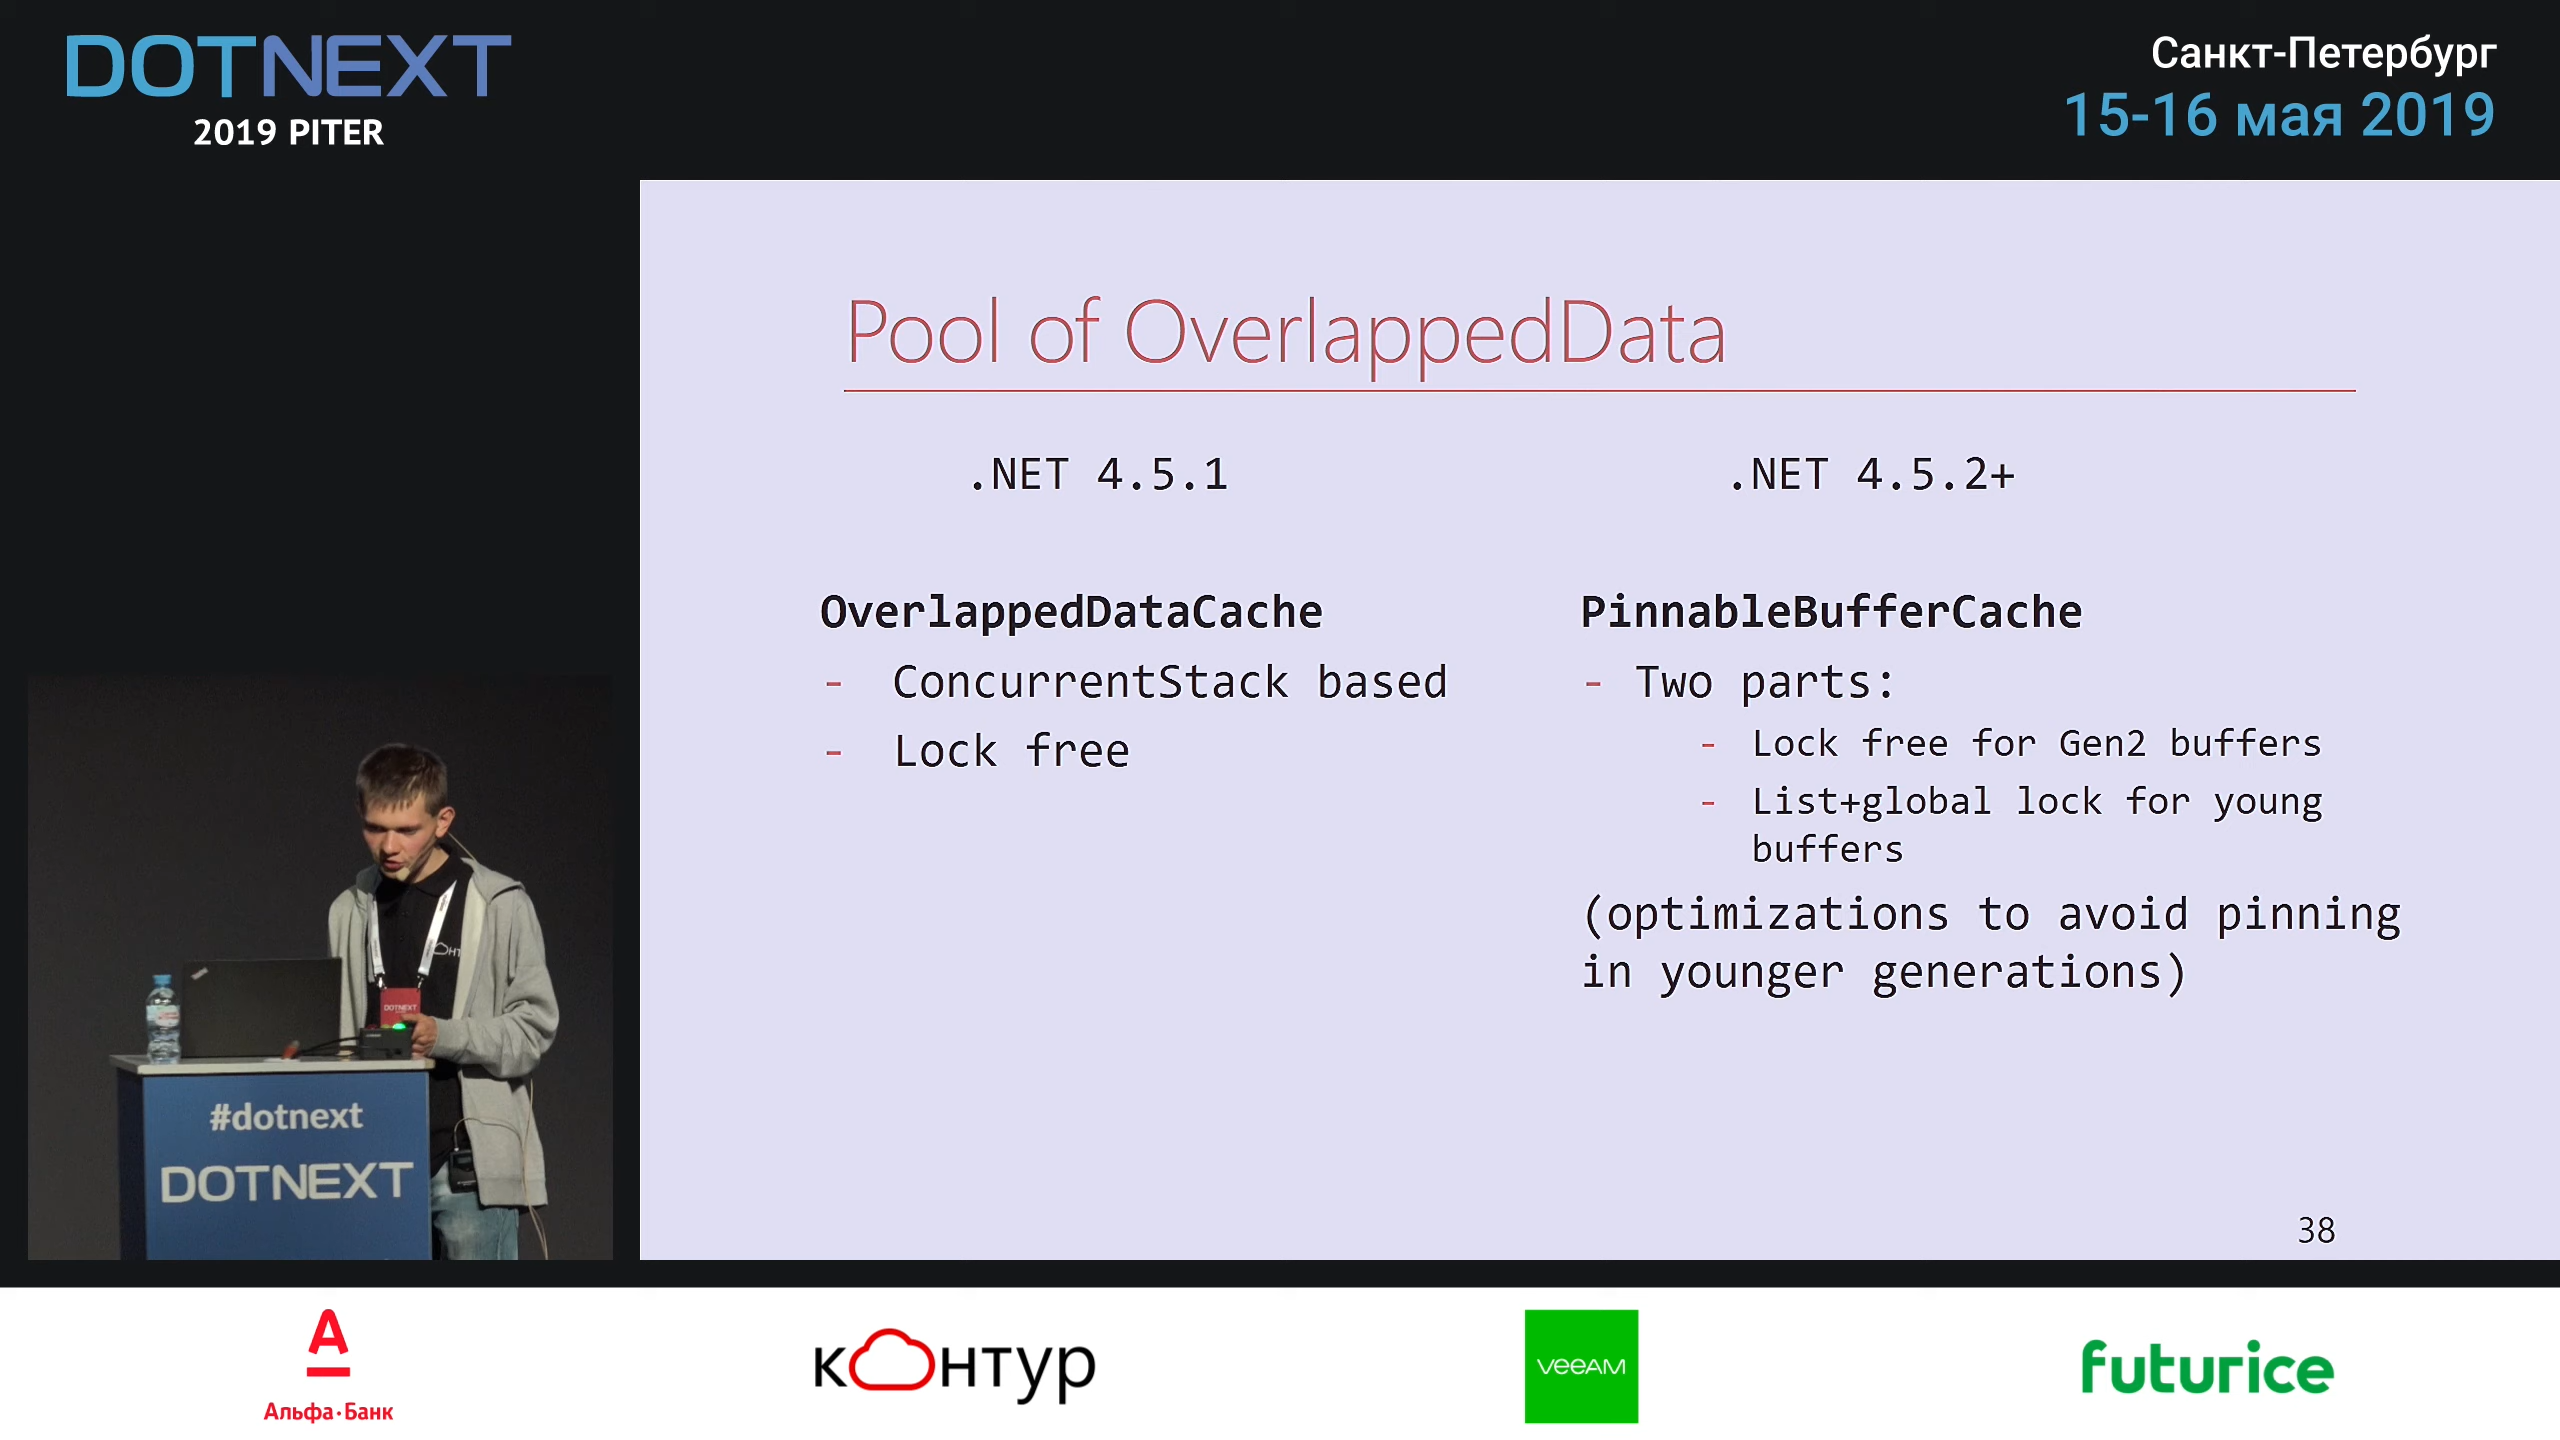 DOTNEXT
2019 PITER
Санкт-Петербург
15-16 мая 2019
Pool of OverlappedData
.NET 4.5.1
OverlappedDataCache
- ConcurrentStack based
- Lock free
.NET 4.5.2+
PinnableBufferCache
- Two parts:
- Lock free for Gen2 buffers
- List+global lock for young
buffers
(optimizations to avoid pinning
in younger generations)
38
DOTNEXT
#dotnext
DOTNEXT
А
Альфа·Банк
контур
veeAM
futurice